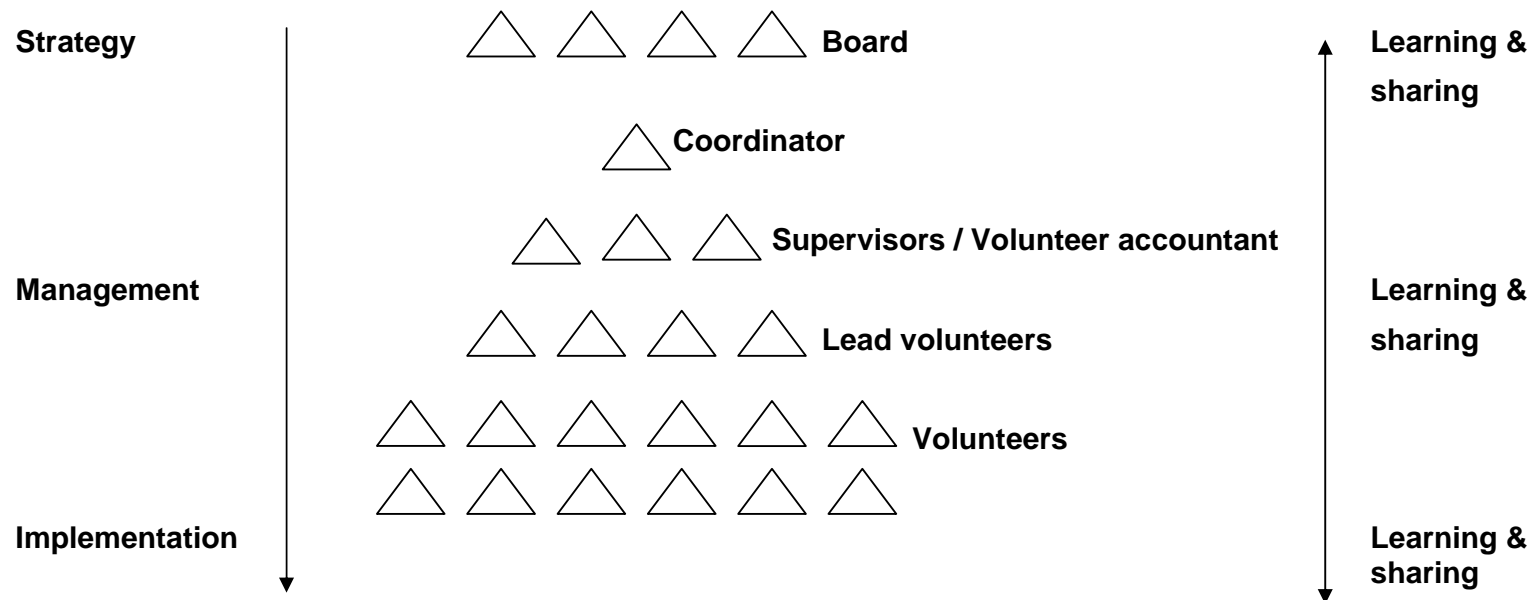 Strategy
Board
Learning &
sharing
Coordinator
Supervisors / Volunteer accountant
Management
Learning &
sharing
Lead volunteers
Volunteers
Implementation
Learning &
sharing